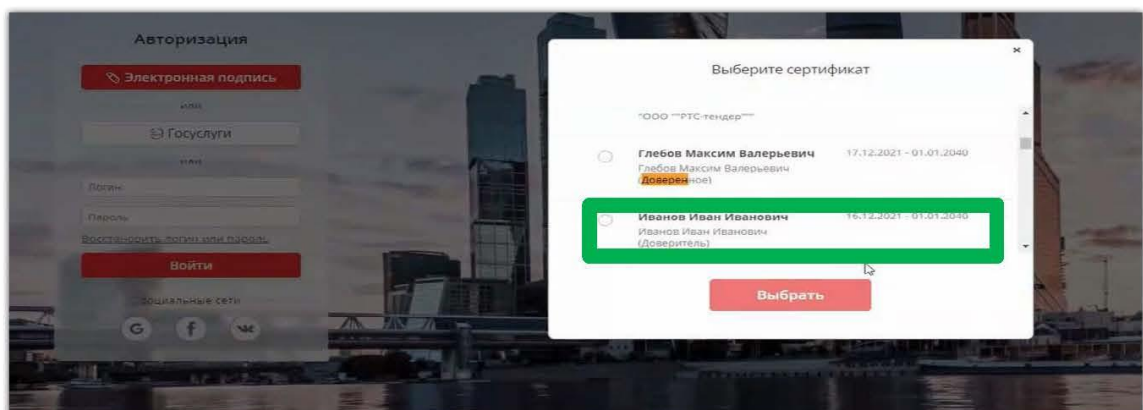 Авторизация
Электронная подпись
или
Госуслуги
или
Логин
Пароль
Восстановить логин или пароль
Войти
Социальные сети
G f
×
Выберите сертификат
"ООО ""РТС-тендер"""
Глебов Максим Валерьевич 17.12.2021 - 01.01.2040
Глебов Максим Валерьевич
(Доверенное)
Иванов Иван Иванович 16.12.2021 - 01.01.2040
Иванов Иван Иванович
(Доверитель)
Выбрать